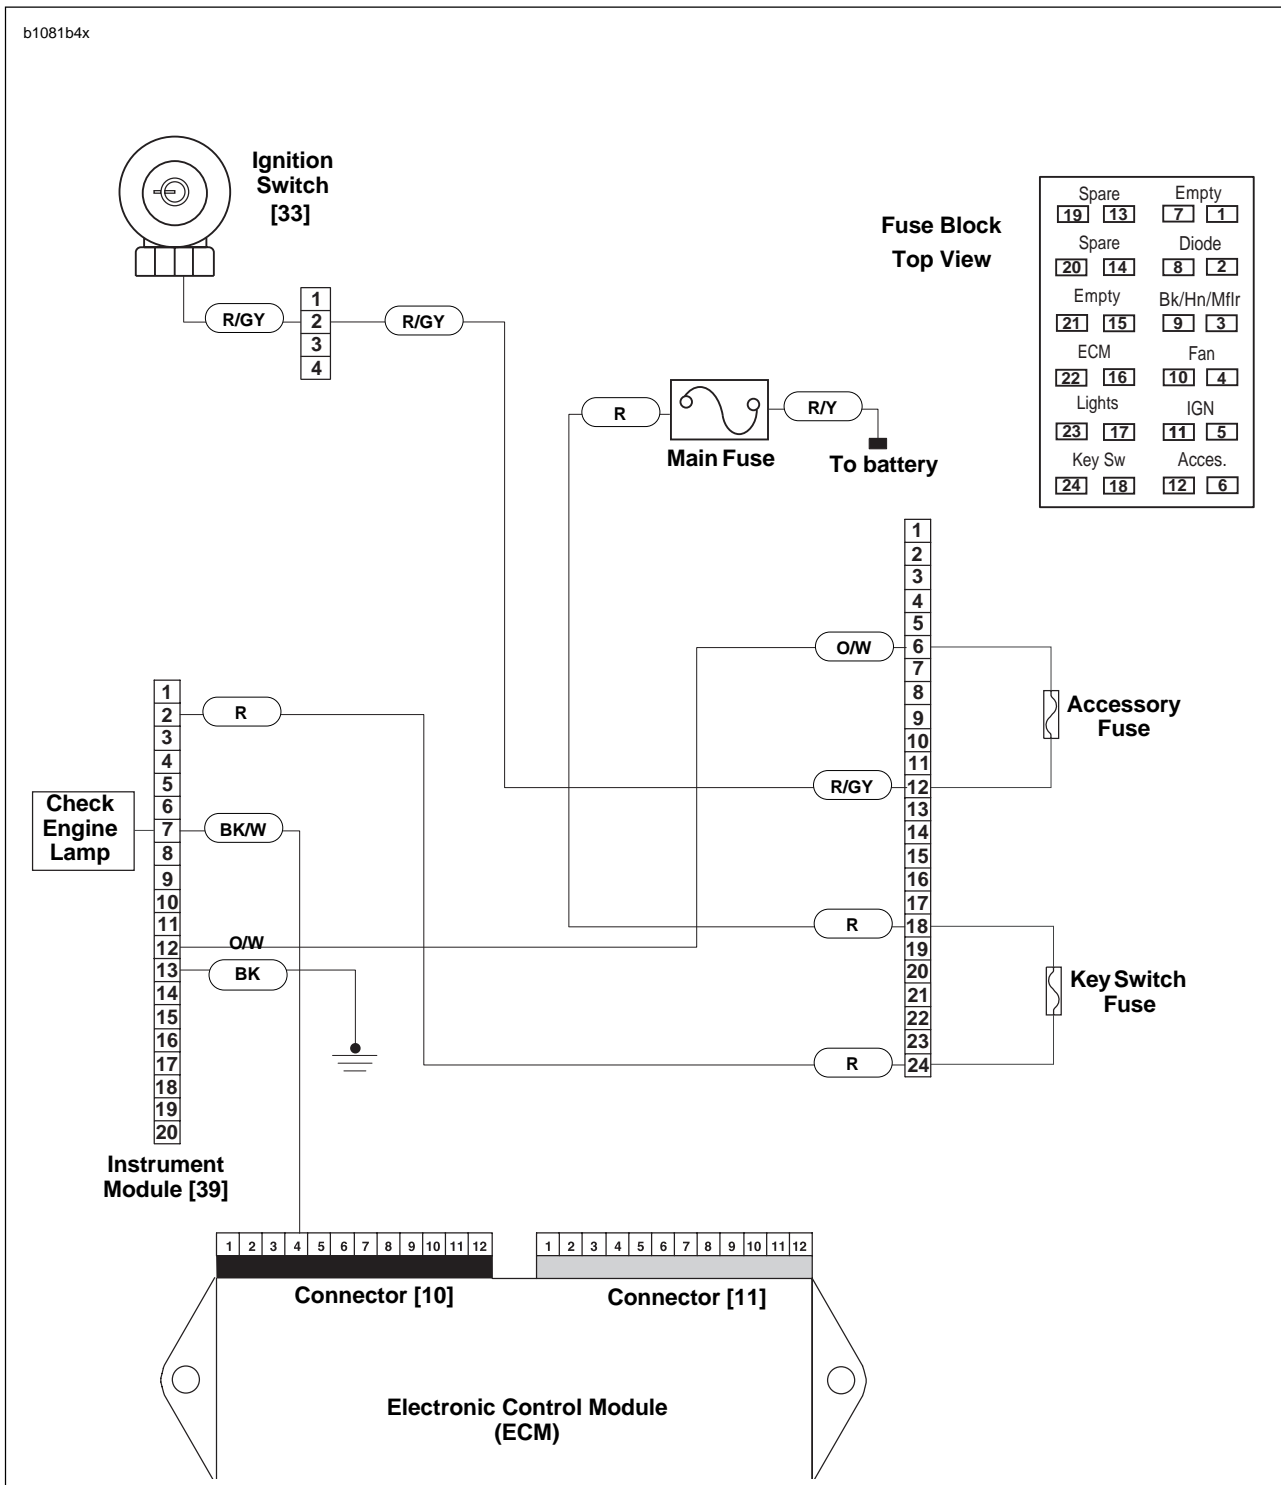 b1081b4x
Ignition
Switch
[33]
R/GY
1
2
3
4
R/GY
Fuse Block
Top View
Spare Empty
19 13 7 1
Spare Diode
20 14 8 2
Empty Bk/Hn/Mflr
21 15 9 3
ECM Fan
22 16 10 4
Lights IGN
23 17 11 5
Key Sw Acces.
24 18 12 6
R
R/Y
Main Fuse
To battery
1
2
3
4
5
6
7
8
9
10
11
12
13
14
15
16
17
18
19
20
21
22
23
24
O/W
R/GY
R
R
Accessory
Fuse
Key Switch
Fuse
Check
Engine
Lamp
1
2
3
4
5
6
7
8
9
10
11
12
13
14
15
16
17
18
19
20
R
BK/W
O/W
BK
Instrument
Module [39]
1 2 3 4 5 6 7 8 9 10 11 12
1 2 3 4 5 6 7 8 9 10 11 12
Connector [10]
Connector [11]
Electronic Control Module
(ECM)